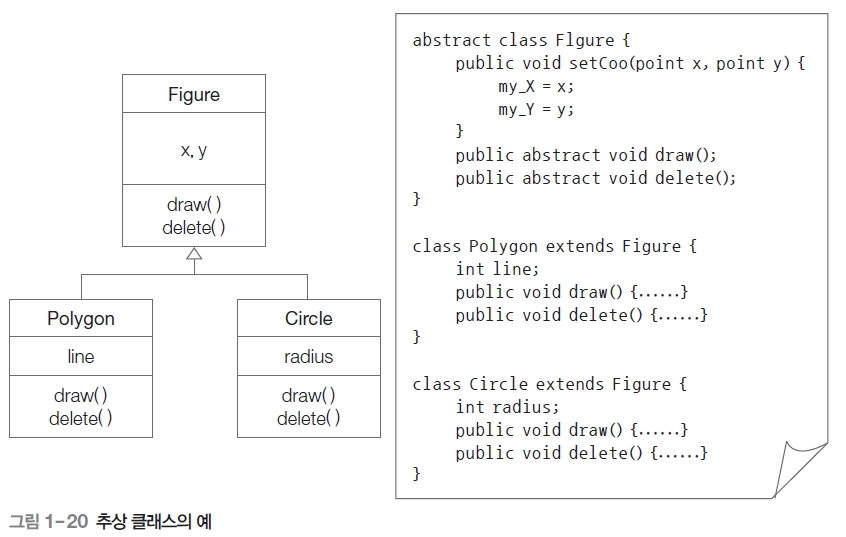 Figure
x, y
draw( )
delete( )
Polygon
line
draw( )
delete( )
Circle
radius
draw( )
delete( )
abstract class Flgure {
public void setCoo(point x, point y) {
my_X = x;
my_Y = y;
}
public abstract void draw();
public abstract void delete();
}
class Polygon extends Figure {
int line;
public void draw() {......}
public void delete() {......}
}
class Circle extends Figure {
int radius;
public void draw() {......}
public void delete() {......}
}
그림 1-20 추상 클래스의 예